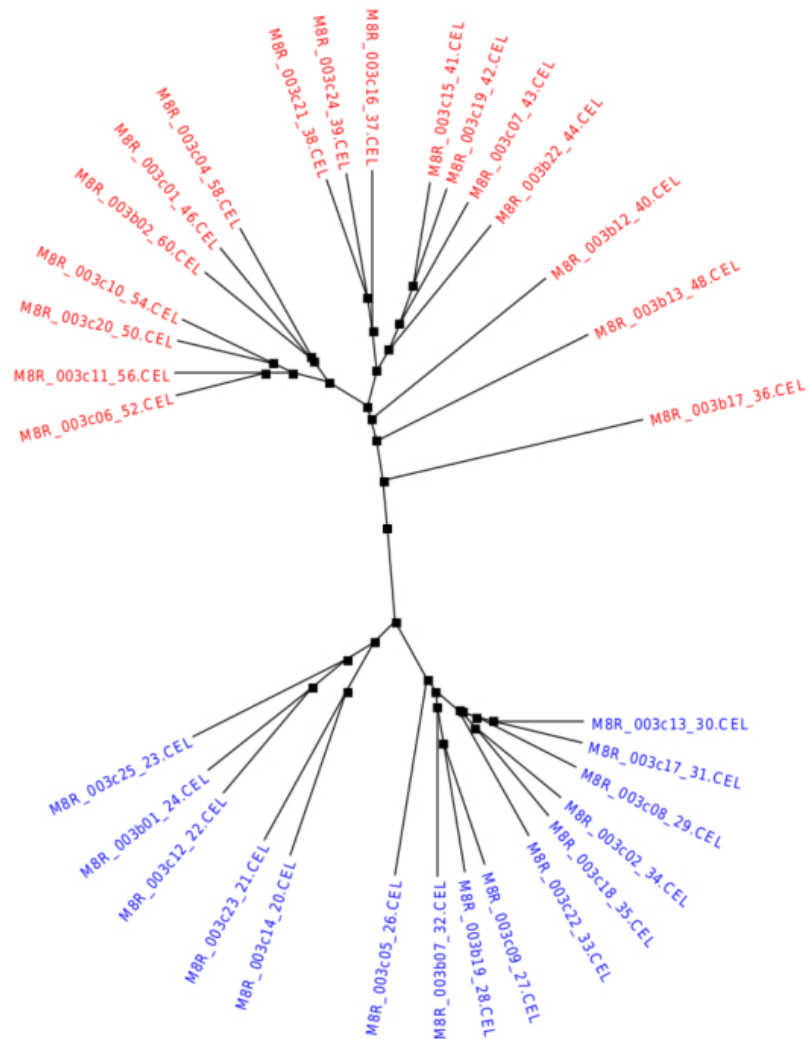 M8R_003c21_38.CEL
M8R_003c24_39.CEL
M8R_003c16_37.CEL
M8R_003c15_41.CEL
M8R_003c19_42.CEL
M8R_003c07_43.CEL
M8R_003b22_44.CEL
M8R_003b12_40.CEL
M8R_003b13_48.CEL
M8R_003b17_36.CEL
M8R_003c04_58.CEL
M8R_003c01_46.CEL
M8R_003b02_60.CEL
M8R_003c10_54.CEL
M8R_003c20_50.CEL
M8R_003c11_56.CEL
M8R_003c06_52.CEL
M8R_003c25_23.CEL
M8R_003b01_24.CEL
M8R_003c12_22.CEL
M8R_003c23_21.CEL
M8R_003c14_20.CEL
M8R_003c05_26.CEL
M8R_003b07_32.CEL
M8R_003b19_28.CEL
M8R_003c09_27.CEL
M8R_003c22_33.CEL
M8R_003c18_35.CEL
M8R_003c02_34.CEL
M8R_003c08_29.CEL
M8R_003c17_31.CEL
M8R_003c13_30.CEL